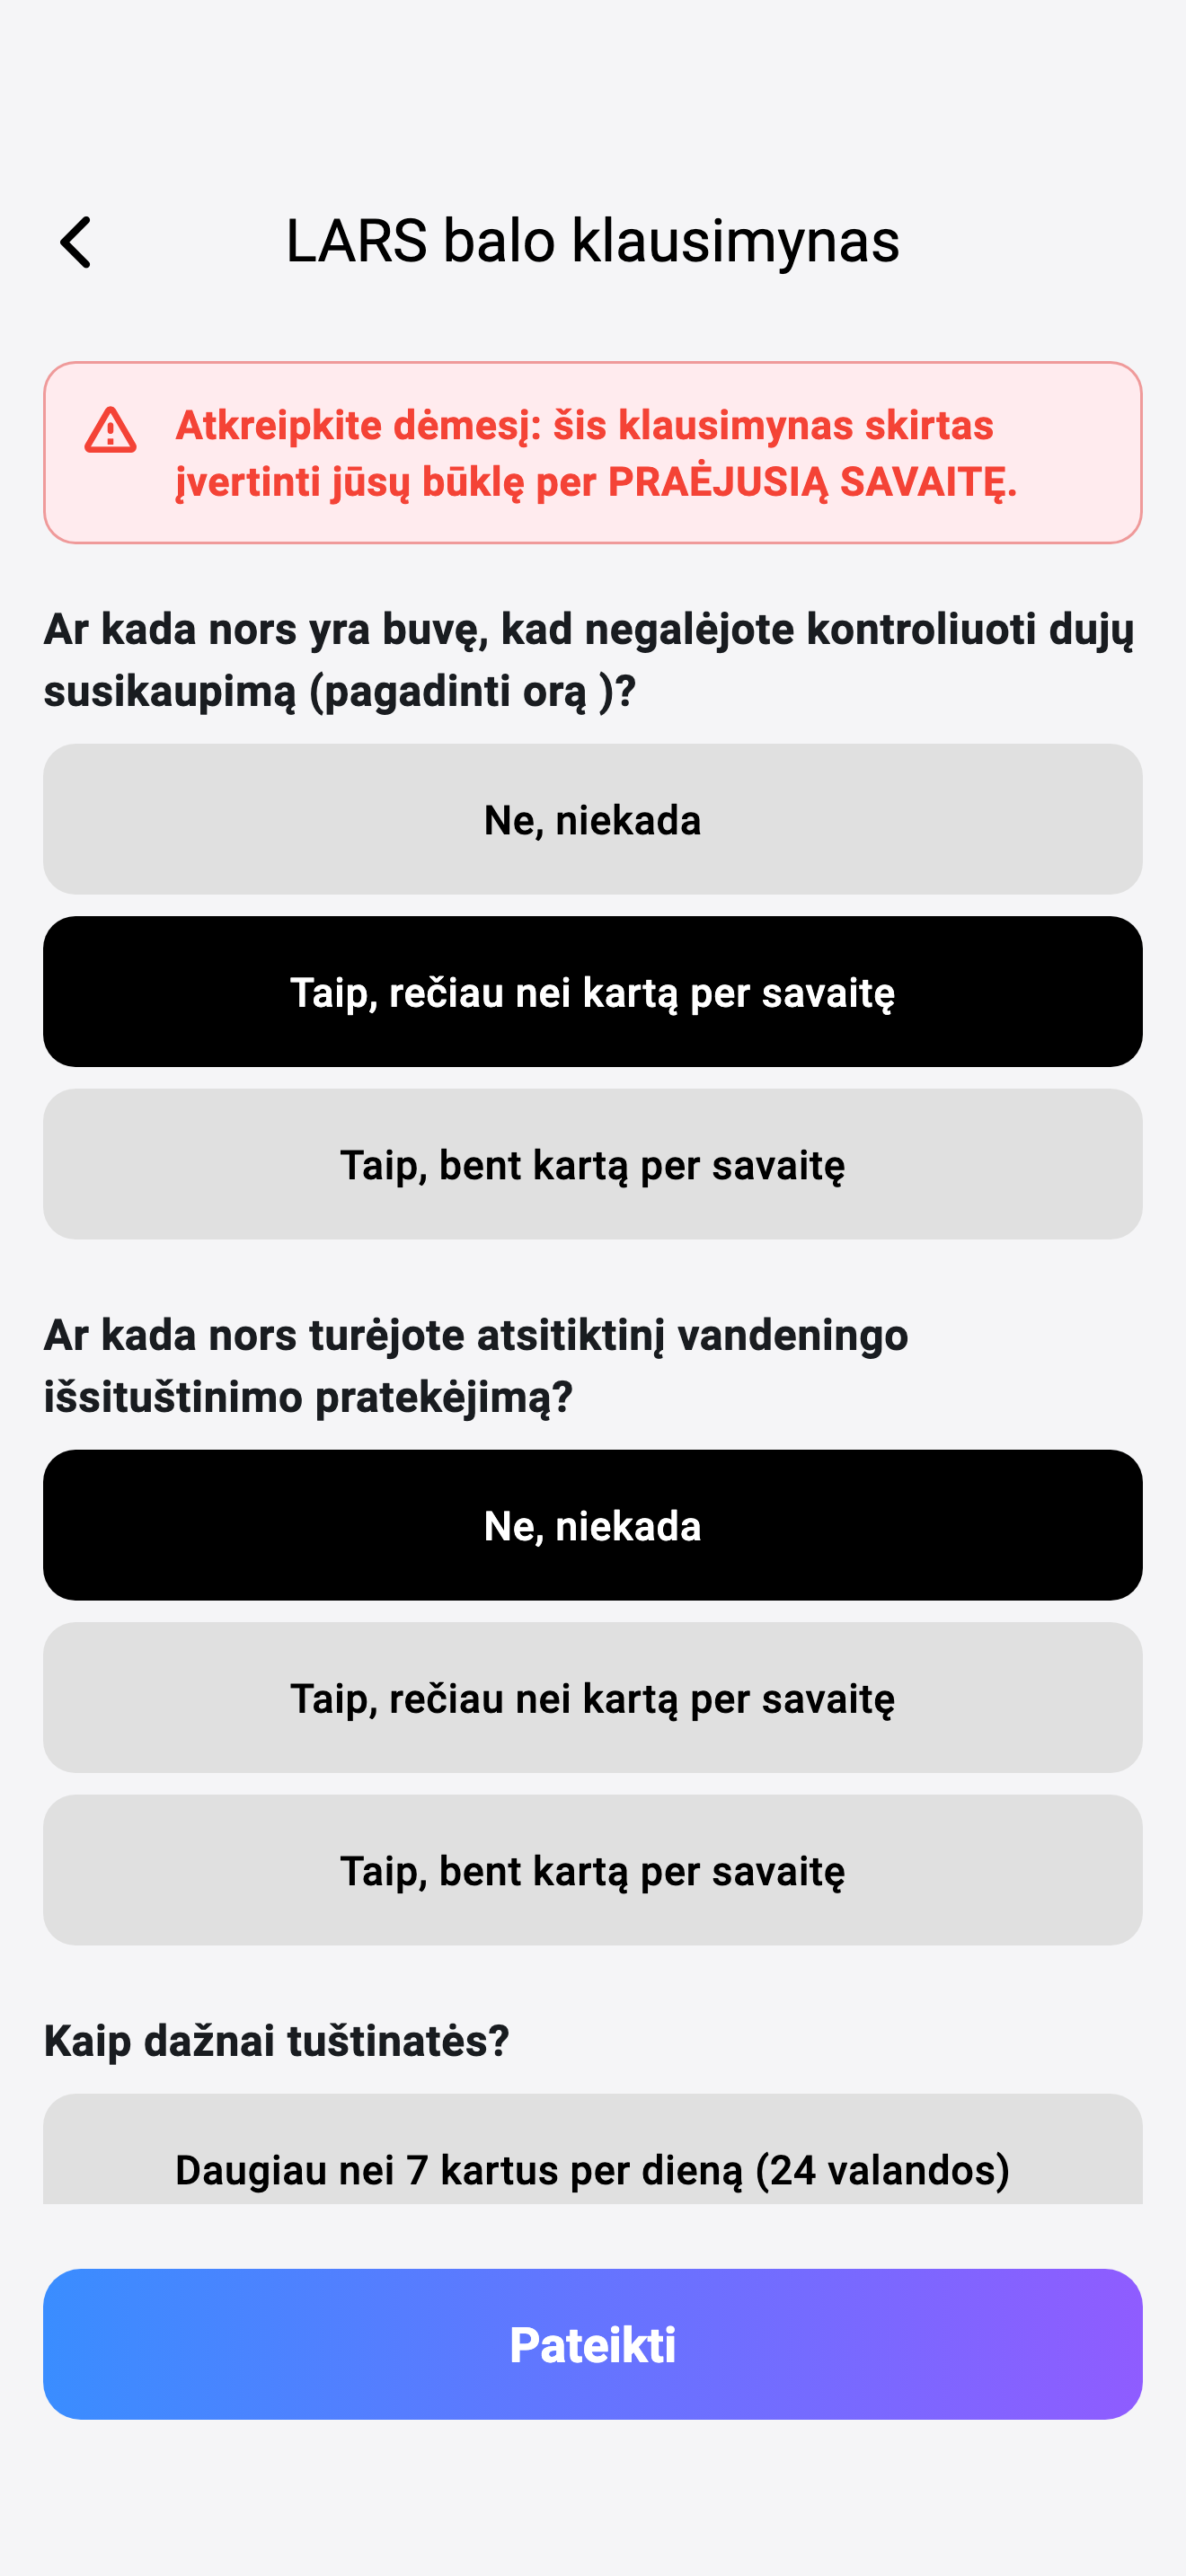 LARS balo klausimynas
Atkreipkite dėmesį: šis klausimynas skirtas
įvertinti jūsų būklę per PRAĖJUSIĄ SAVAITĘ.
Ar kada nors yra buvę, kad negalėjote kontroliuoti dujų
susikaupimą (pagadinti orą )?
Ne, niekada
Taip, rečiau nei kartą per savaitę
Taip, bent kartą per savaitę
Ar kada nors turėjote atsitiktinį vandeningo
išsituštinimo pratekėjimą?
Ne, niekada
Taip, rečiau nei kartą per savaitę
Taip, bent kartą per savaitę
Kaip dažnai tuštinatės?
Daugiau nei 7 kartus per dieną (24 valandos)
Pateikti